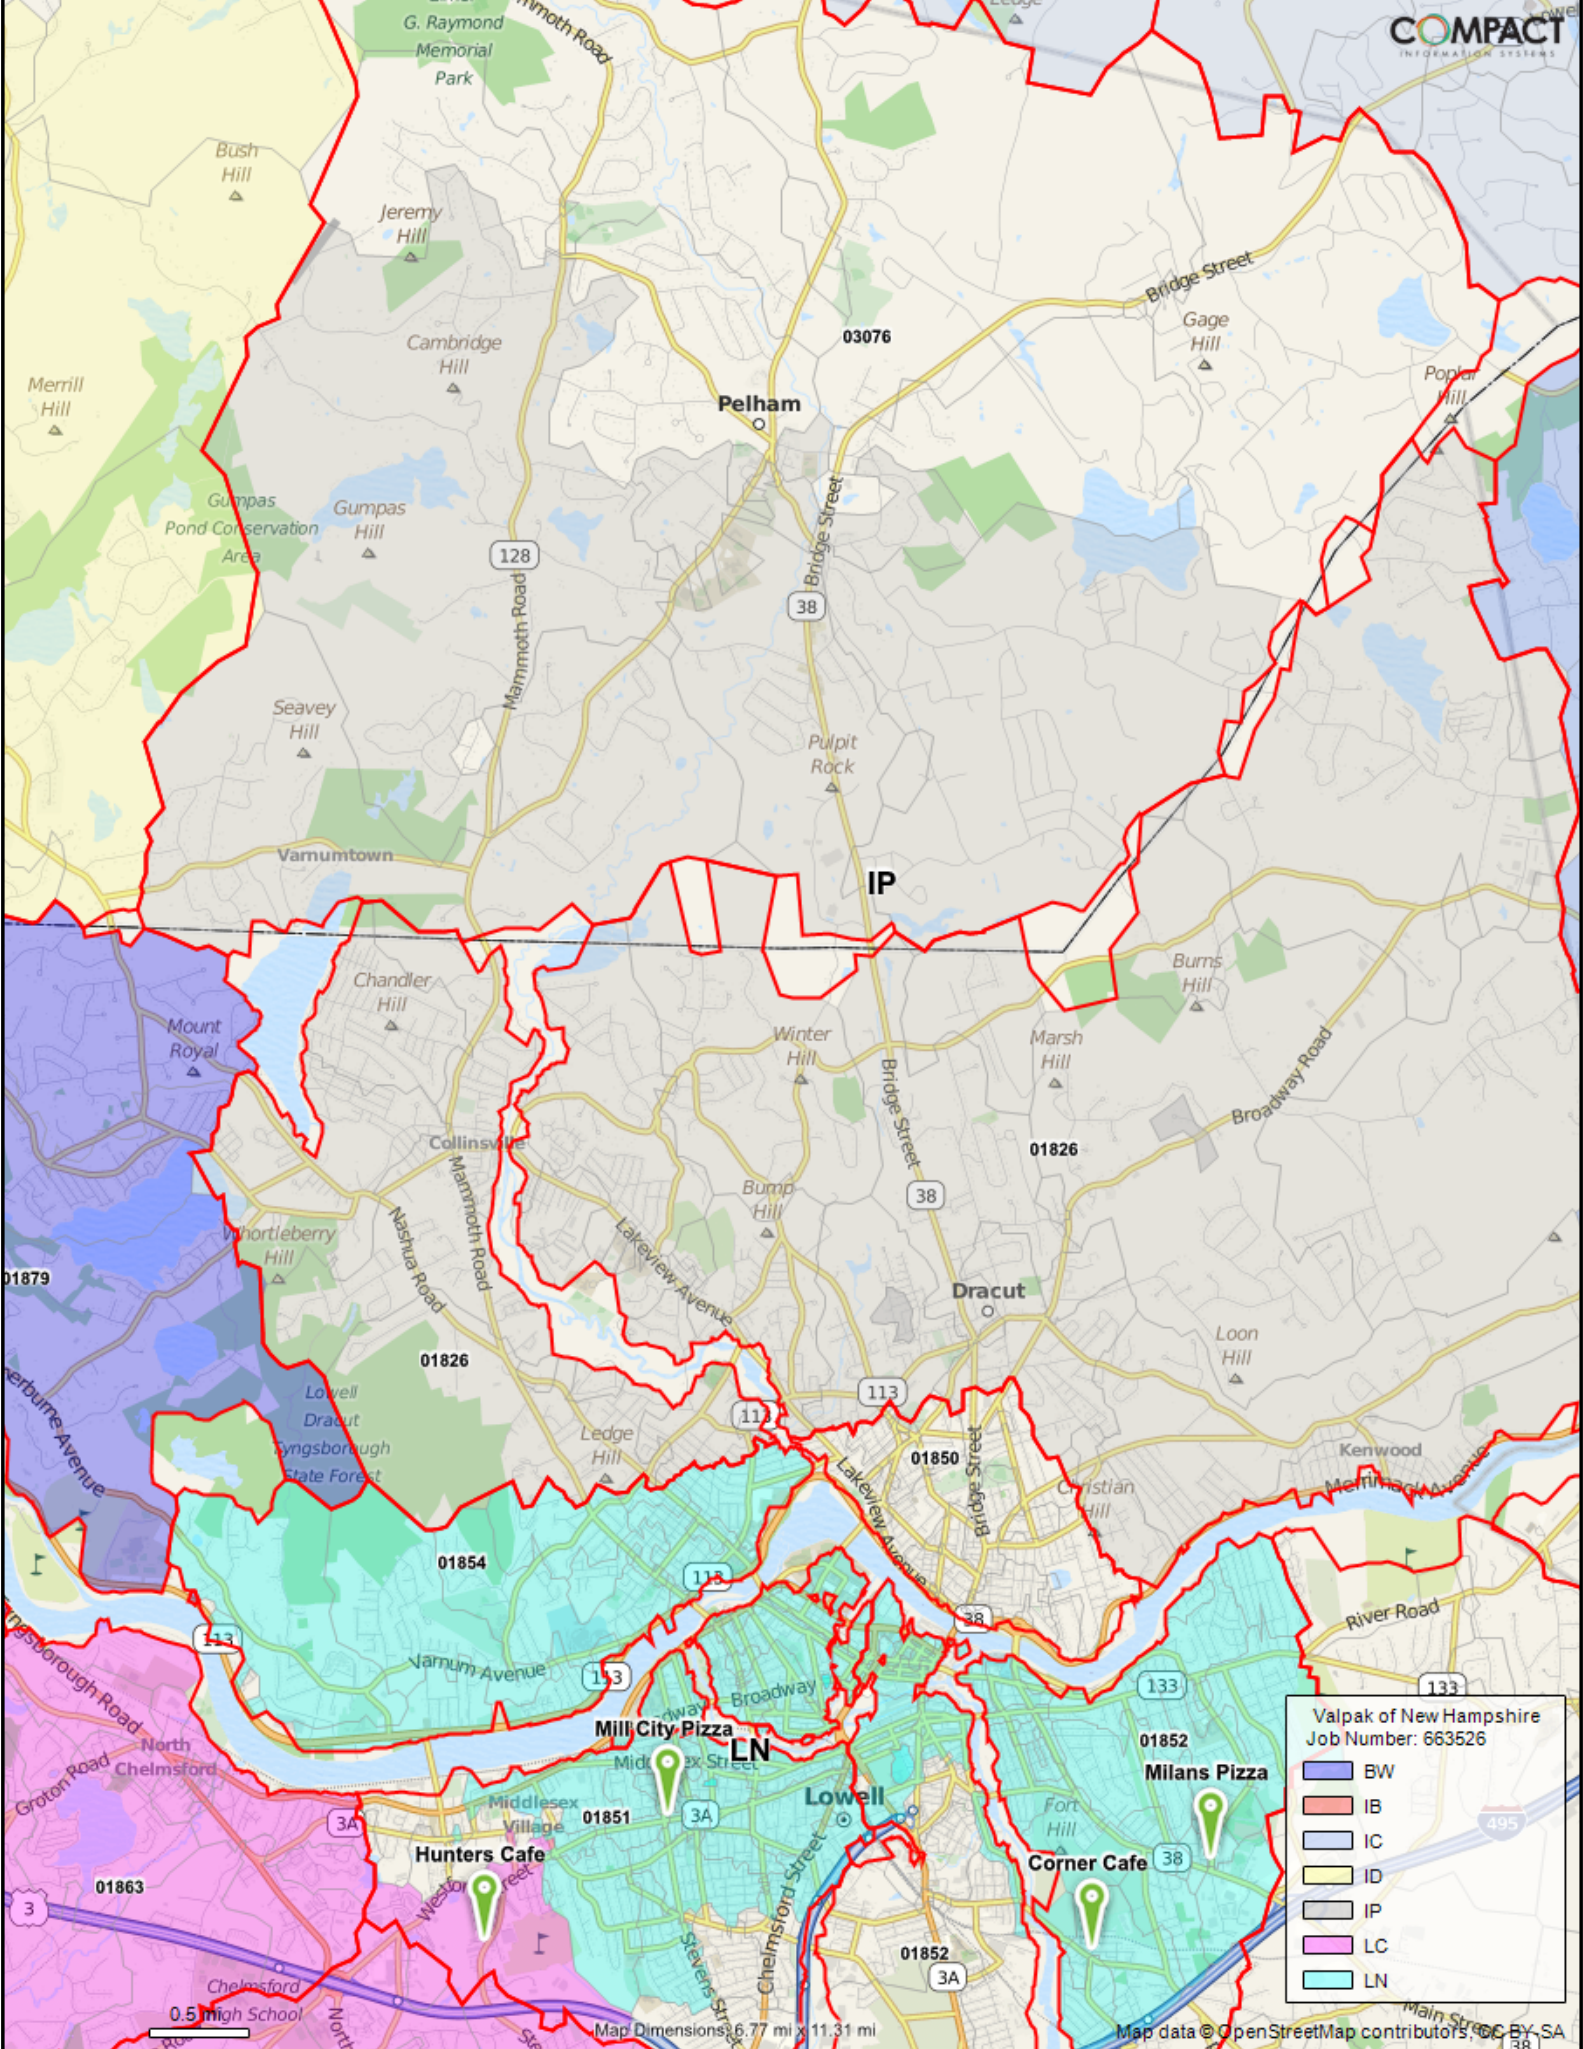 G. Raymond
Memorial
Park
Mammoth Road
Ledge
COMPACT
INFORMATION SYSTEMS
Bush
Hill
Jeremy
Hill
Bridge Street
Gage
Hill
03076
Cambridge
Hill
Merrill
Hill
Poplar
Hill
Pelham
Gumpas
Pond Conservation
Area
Gumpas
Hill
128
Bridge Street
38
Mammoth Road
Seavey
Hill
Pulpit
Rock
Varnumtown
IP
Chandler
Hill
Burns
Hill
Mount
Royal
Winter
Hill
Marsh
Hill
Bridge Street
Broadway Road
Collinsville
01826
Mammoth Road
Bump
Hill
38
Whortleberry
Hill
Nashua Road
Lakeview Avenue
01879
Dracut
Loon
Hill
01826
Lowell
Dracut
Tyngsborough
State Forest
113
113
Ledge
Hill
01850
Bridge Street
Kenwood
Merrimack Avenue
Christian
Hill
Lakeview Avenue
01854
113
38
River Road
113
Tyngsborough Road
Varnum Avenue
113
133
133
Broadway
Mill City Pizza
LN
Middlesex Street
01852
Milans Pizza
North
Chelmsford
Groton Road
Middlesex
Village
Lowell
01851
3A
3A
Fort
Hill
38
Hunters Cafe
Corner Cafe
01863
3
Westford Street
Chelmsford Street
Stevens Street
01852
3A
Chelmsford
High School
North
Valpak of New Hampshire
Job Number: 663526
BW
IB
IC
ID
IP
LC
LN
495
0.5 mi
Map Dimensions: 6.77 mi x 11.31 mi
Main Street
Map data © OpenStreetMap contributors, CC BY-SA
38